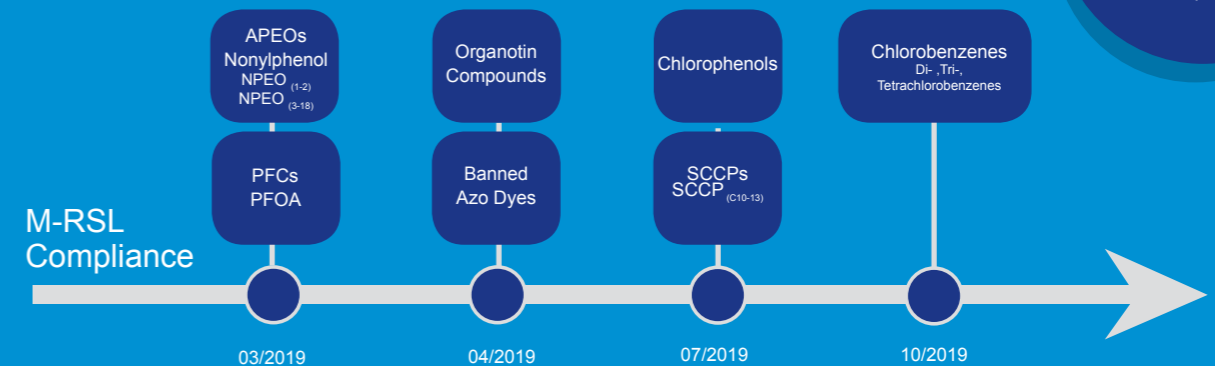 APEOs
Nonylphenol
NPEO (1-2)
NPEO (3-18)
Organotin
Compounds
Chlorophenols
Chlorobenzenes
Di- ,Tri-,
Tetrachlorobenzenes
PFCs
PFOA
Banned
Azo Dyes
SCCPs
SCCP (C10-13)
M-RSL
Compliance
03/2019
04/2019
07/2019
10/2019